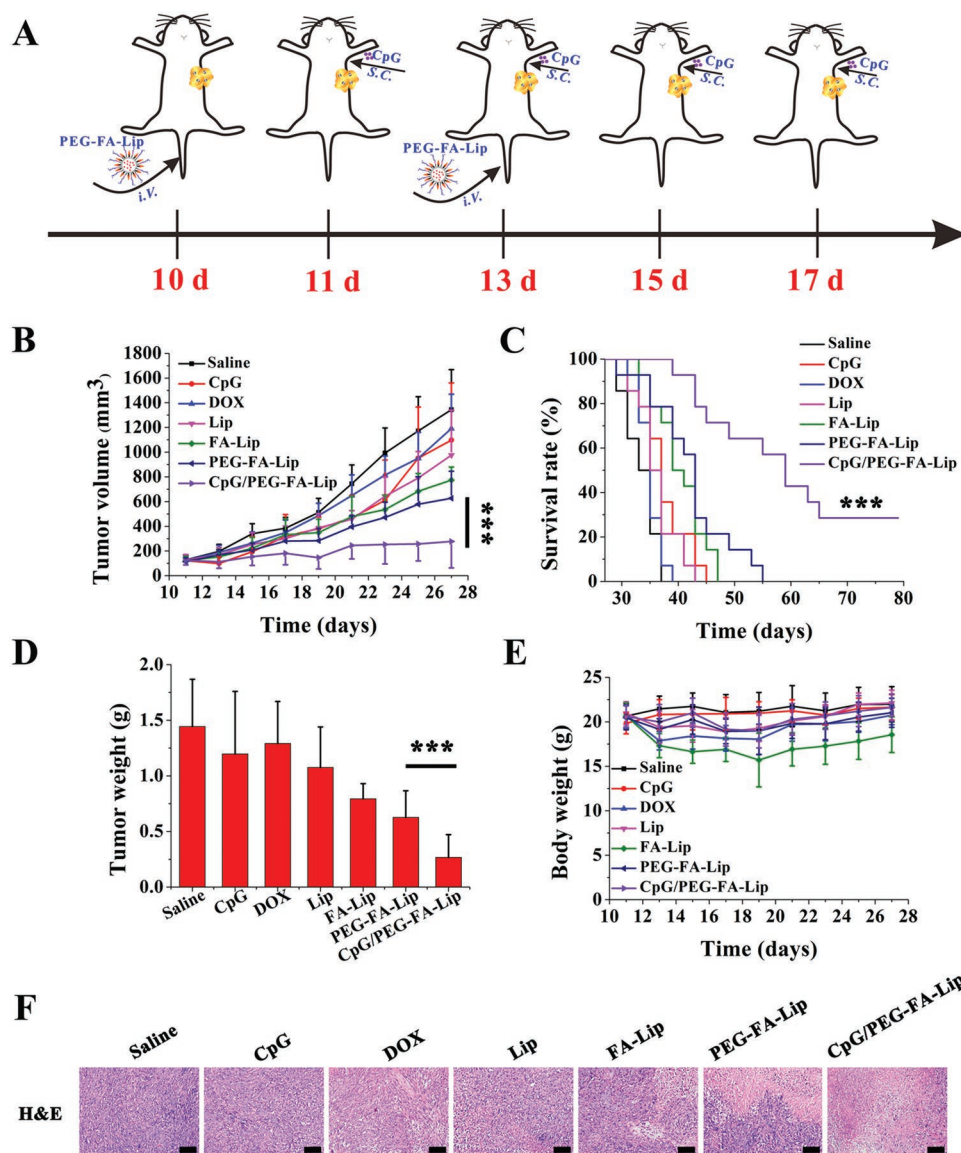 A
CpG
S.C.
CpG
S.C.
CpG
S.C.
CpG
S.C.
PEG-FA-Lip
i.V.
PEG-FA-Lip
i.V.
10 d
11 d
13 d
15 d
17 d
B
1800
1600
1400
1200
1000
800
600
400
200
0
Tumor volume (mm3)
Saline
CpG
DOX
Lip
FA-Lip
PEG-FA-Lip
CpG/PEG-FA-Lip
***
10 12 14 16 18 20 22 24 26 28
Time (days)
C
100
80
60
40
20
0
Survival rate (%)
Saline
CpG
DOX
Lip
FA-Lip
PEG-FA-Lip
CpG/PEG-FA-Lip
***
30 40 50 60 70 80
Time (days)
D
2.0
1.5
1.0
0.5
0.0
Tumor weight (g)
***
Saline
CpG
DOX
Lip
FA-Lip
PEG-FA-Lip
CpG/PEG-FA-Lip
E
25
20
15
10
5
0
Body weight (g)
Saline
CpG
DOX
Lip
FA-Lip
PEG-FA-Lip
CpG/PEG-FA-Lip
10 12 14 16 18 20 22 24 26 28
Time (days)
F
Saline
CpG
DOX
Lip
FA-Lip
PEG-FA-Lip
CpG/PEG-FA-Lip
H&E